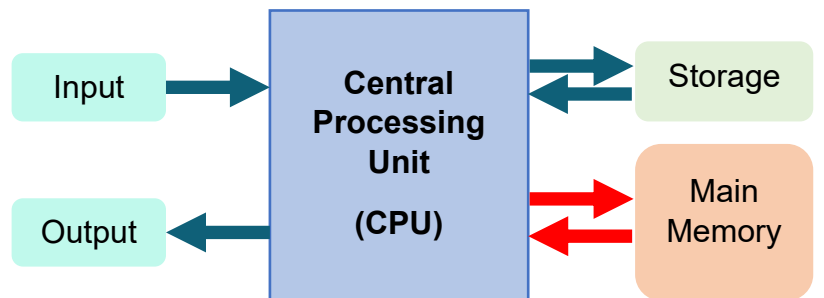 Input
Output
Central
Processing
Unit
(CPU)
Storage
Main
Memory